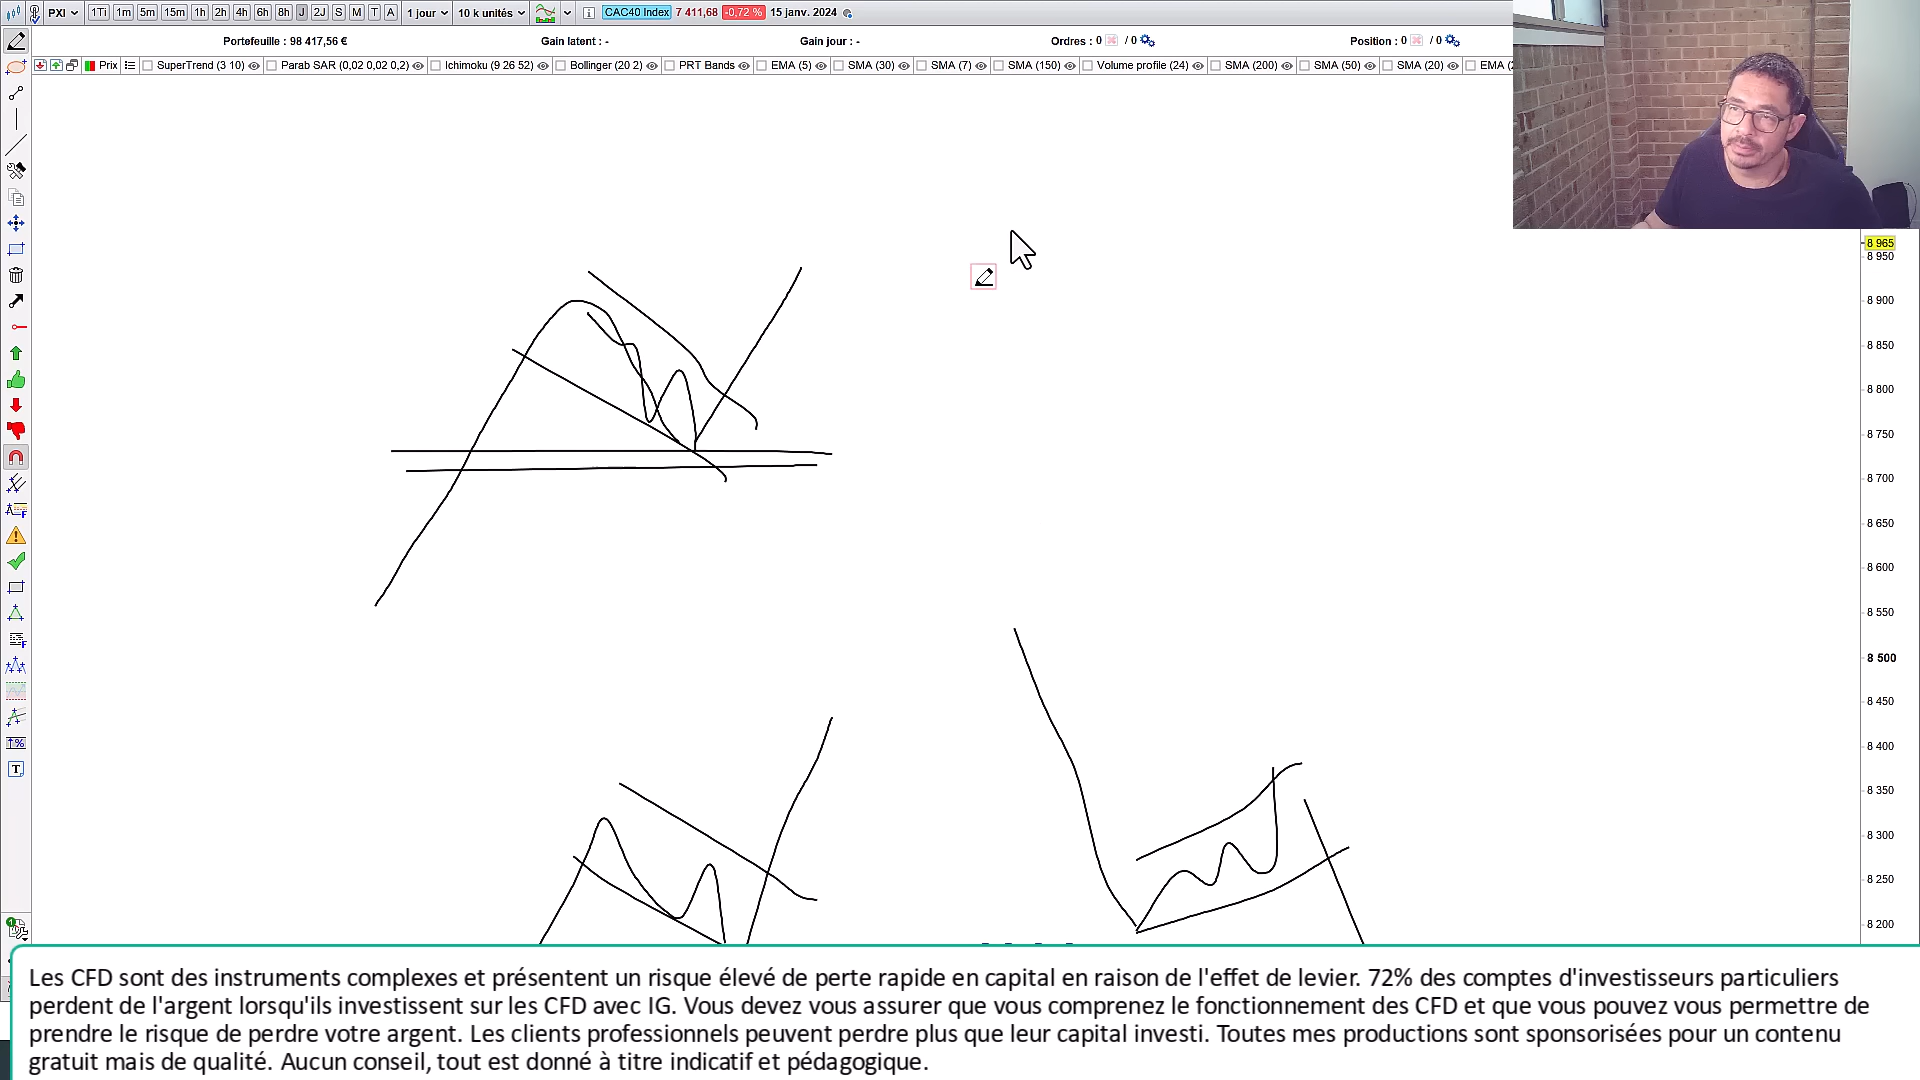 PXI 1Ti 1m 5m 15m 1h 2h 4h 6h 8h J 2J S M T A 1 jour 10 k unités CAC40 Index 7 411,68 -0,72 % 15 janv. 2024
Portefeuille : 98 417,56 € Gain latent : - Gain jour : - Ordres : 0 / 0 Position : 0 / 0
Prix SuperTrend (3 10) Parab SAR (0,02 0,02 0,2) Ichimoku (9 26 52) Bollinger (20 2) PRT Bands EMA (5) SMA (30) SMA (7) SMA (150) Volume profile (24) SMA (200) SMA (50) SMA (20) EMA (2
8 965
8 950
8 900
8 850
8 800
8 750
8 700
8 650
8 600
8 550
8 500
8 450
8 400
8 350
8 300
8 250
8 200
Les CFD sont des instruments complexes et présentent un risque élevé de perte rapide en capital en raison de l'effet de levier. 72% des comptes d'investisseurs particuliers
perdent de l'argent lorsqu'ils investissent sur les CFD avec IG. Vous devez vous assurer que vous comprenez le fonctionnement des CFD et que vous pouvez vous permettre de
prendre le risque de perdre votre argent. Les clients professionnels peuvent perdre plus que leur capital investi. Toutes mes productions sont sponsorisées pour un contenu
gratuit mais de qualité. Aucun conseil, tout est donné à titre indicatif et pédagogique.